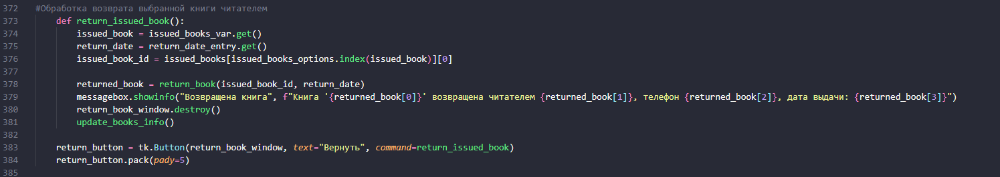 372 #Обработка возврата выбранной книги читателем
373 def return_issued_book():
374 issued_book = issued_books_var.get()
375 return_date = return_date_entry.get()
376 issued_book_id = issued_books[issued_books_options.index(issued_book)][0]
377
378 returned_book = return_book(issued_book_id, return_date)
379 messagebox.showinfo("Возвращена книга", f"Книга '{returned_book[0]}' возвращена читателем {returned_book[1]}, телефон {returned_book[2]}, дата выдачи: {returned_book[3]}")
380 return_book_window.destroy()
381 update_books_info()
382
383 return_button = tk.Button(return_book_window, text="Вернуть", command=return_issued_book)
384 return_button.pack(pady=5)
385